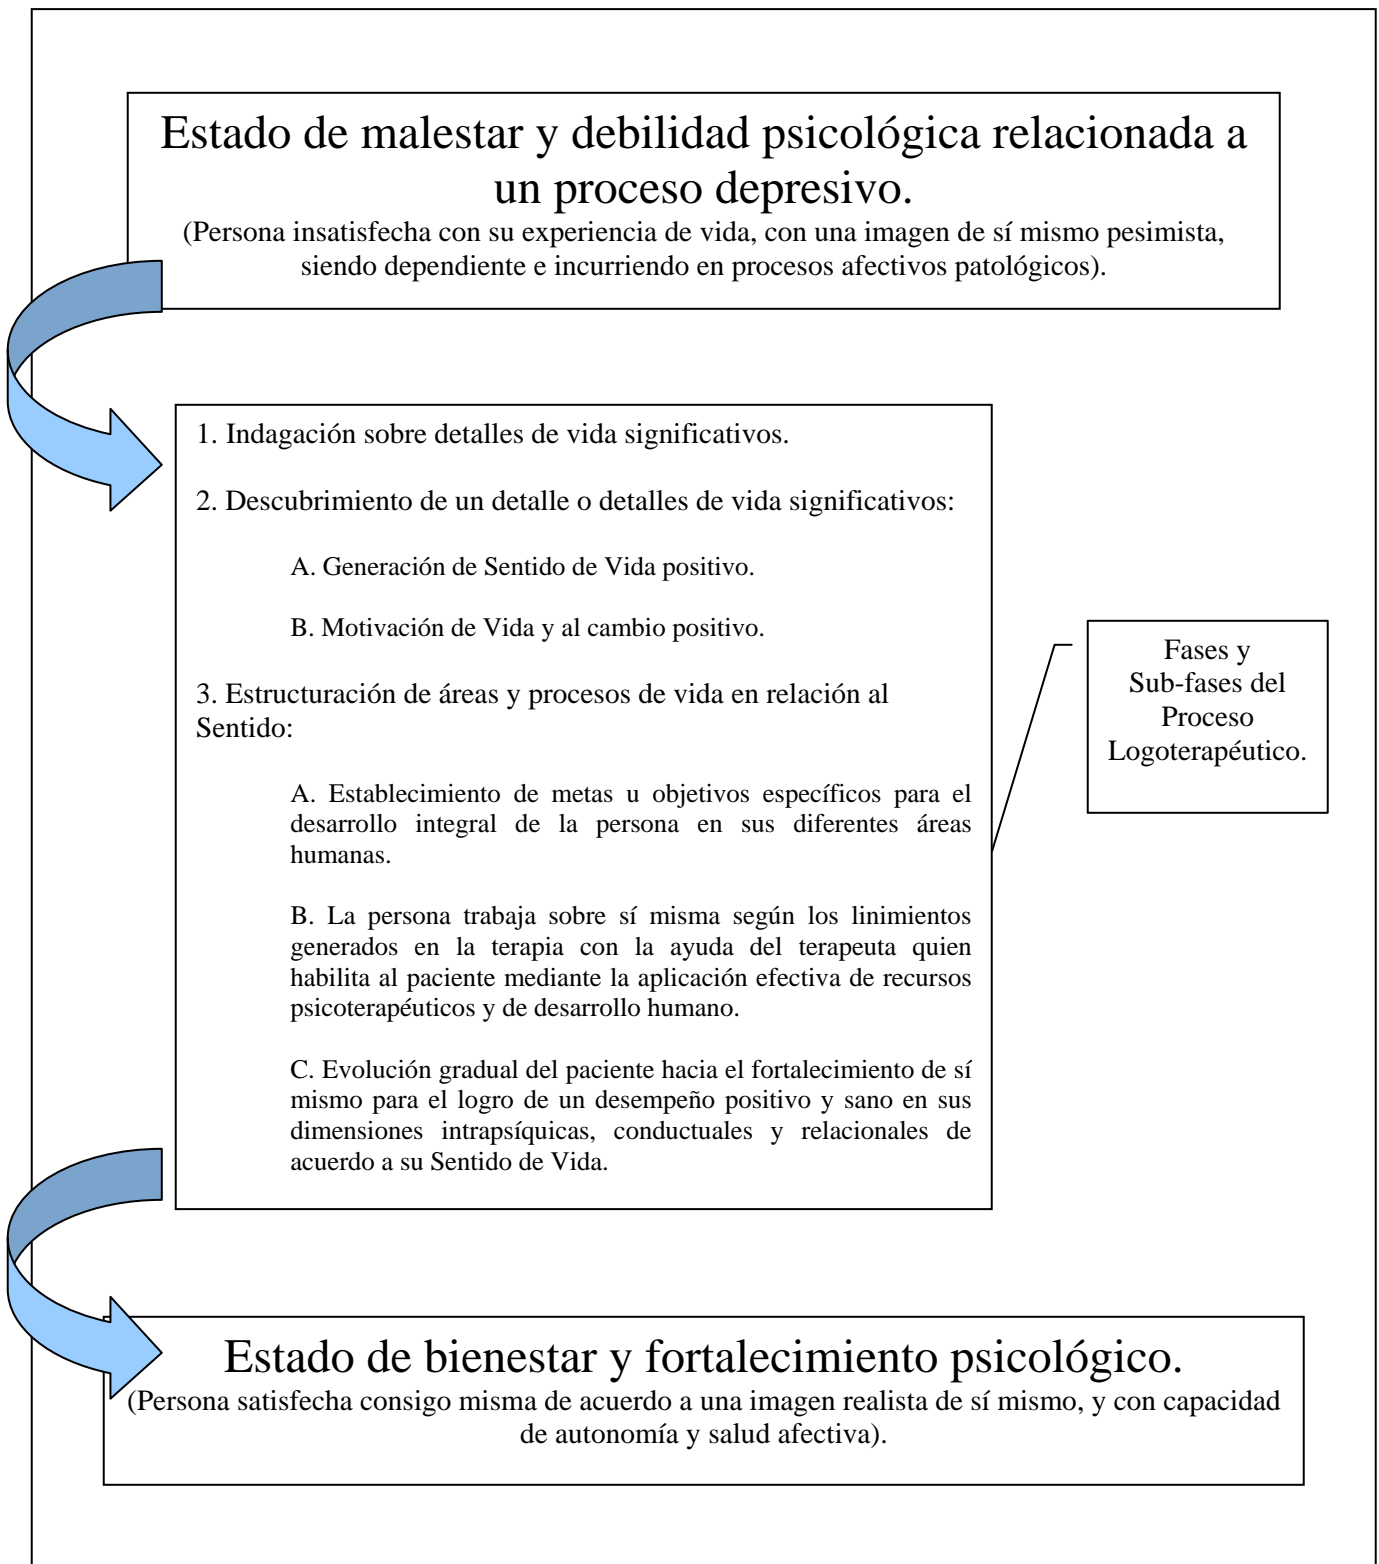 Estado de malestar y debilidad psicológica relacionada a
un proceso depresivo.
(Persona insatisfecha con su experiencia de vida, con una imagen de sí mismo pesimista,
siendo dependiente e incurriendo en procesos afectivos patológicos).
1. Indagación sobre detalles de vida significativos.
2. Descubrimiento de un detalle o detalles de vida significativos:
A. Generación de Sentido de Vida positivo.
B. Motivación de Vida y al cambio positivo.
3. Estructuración de áreas y procesos de vida en relación al
Sentido:
A. Establecimiento de metas u objetivos específicos para el
desarrollo integral de la persona en sus diferentes áreas
humanas.
B. La persona trabaja sobre sí misma según los linimientos
generados en la terapia con la ayuda del terapeuta quien
habilita al paciente mediante la aplicación efectiva de recursos
psicoterapéuticos y de desarrollo humano.
C. Evolución gradual del paciente hacia el fortalecimiento de sí
mismo para el logro de un desempeño positivo y sano en sus
dimensiones intrapsíquicas, conductuales y relacionales de
acuerdo a su Sentido de Vida.
Fases y
Sub-fases del
Proceso
Logoterapéutico.
Estado de bienestar y fortalecimiento psicológico.
(Persona satisfecha consigo misma de acuerdo a una imagen realista de sí mismo, y con capacidad
de autonomía y salud afectiva).